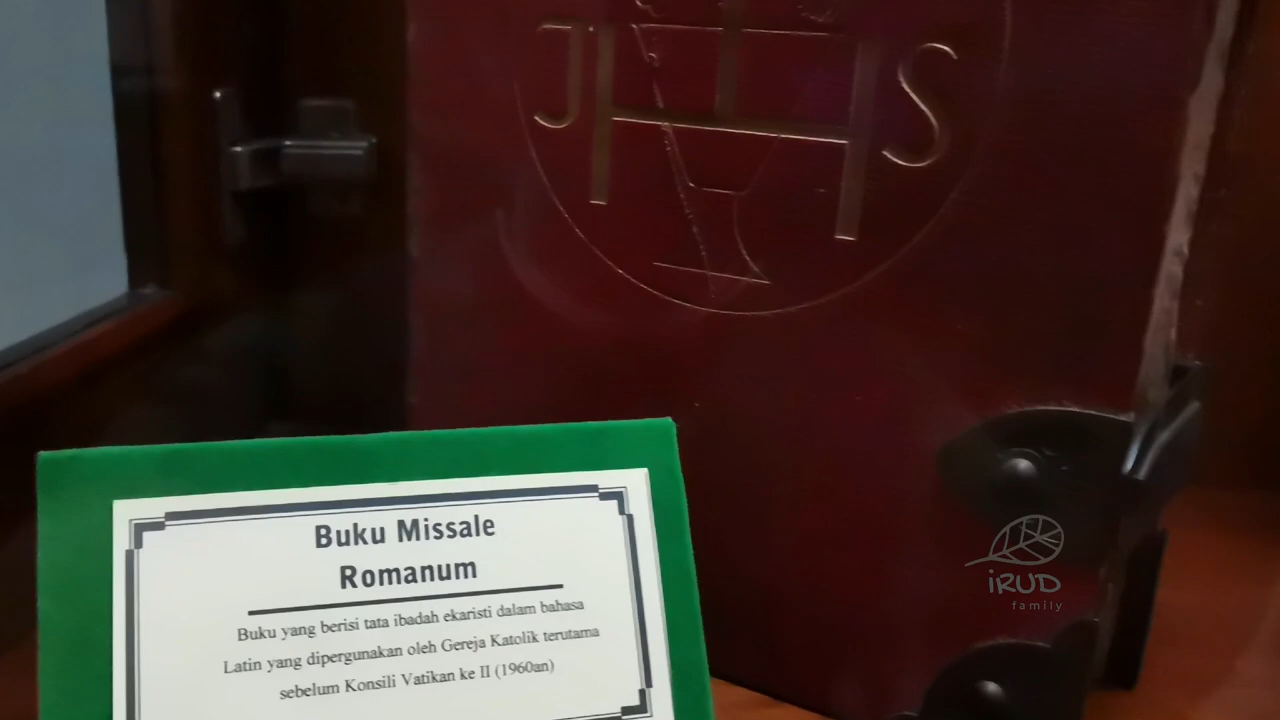 JHS
Buku Missale
Romanum
Buku yang berisi tata ibadah ekaristi dalam bahasa
Latin yang dipergunakan oleh Gereja Katolik terutama
sebelum Konsili Vatikan ke II (1960an)
iRUD
family